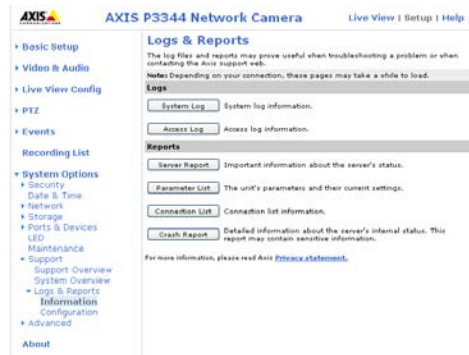 AXIS
AXIS P3344 Network Camera
Live View | Setup | Help
Basic Setup
Video & Audio
Live View Config
PTZ
Events
Recording List
System Options
Security
Date & Time
Network
Storage
Ports & Devices
LED
Maintenance
Support
Support Overview
System Overview
Logs & Reports
Information
Configuration
Advanced
About
Logs & Reports
The log files and reports may prove useful when troubleshooting a problem or when
contacting the Axis support web.
Note: Depending on your connection, these pages may take a while to load.
Logs
System Log System log information.
Access Log Access log information.
Reports
Server Report Important information about the server's status.
Parameter List The unit's parameters and their current settings.
Connection List Connection list information.
Crash Report Detailed information about the server's internal status. This
report may contain sensitive information.
For more information, please read Axis Privacy statement.